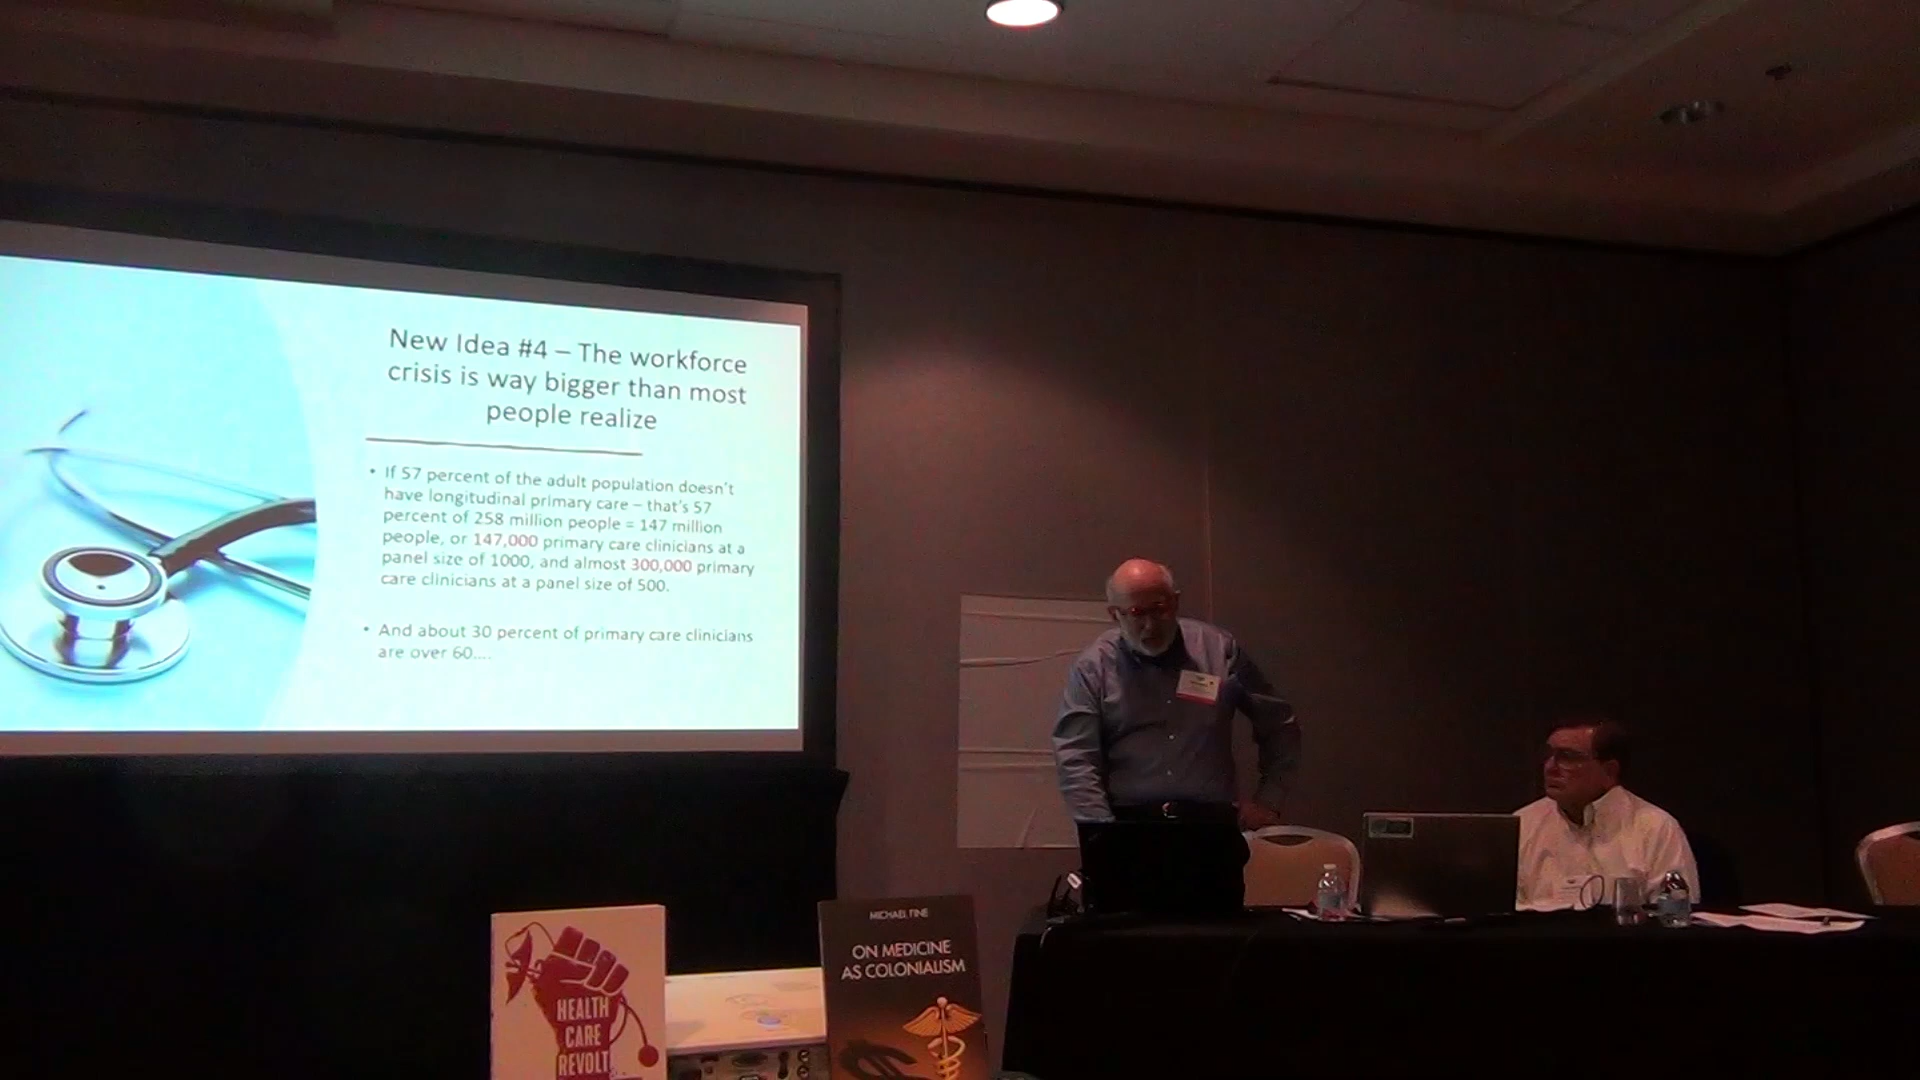 New Idea #4 – The workforce
crisis is way bigger than most
people realize
• If 57 percent of the adult population doesn't
have longitudinal primary care – that's 57
percent of 258 million people = 147 million
people, or 147,000 primary care clinicians at a
panel size of 1000, and almost 300,000 primary
care clinicians at a panel size of 500.
• And about 30 percent of primary care clinicians
are over 60....
HEALTH
CARE
REVOLT
MICHAEL FINE
ON MEDICINE
AS COLONIALISM